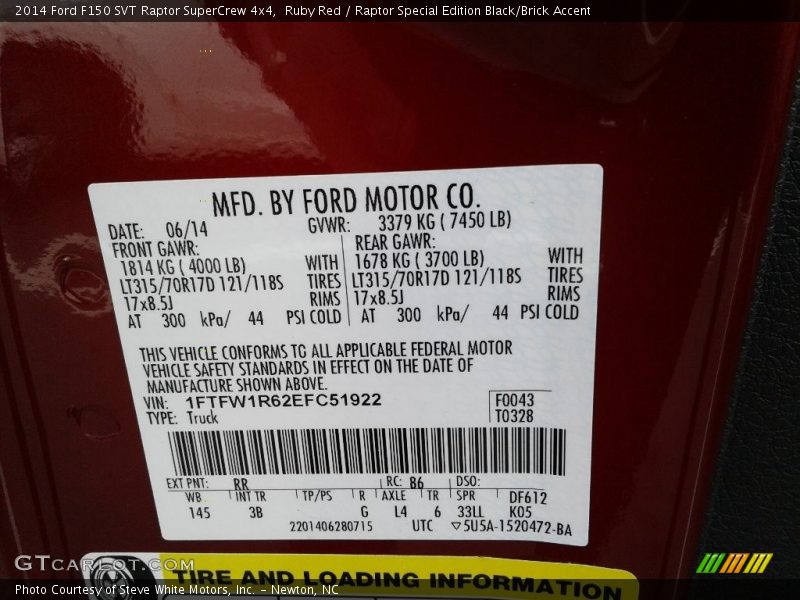 2014 Ford F150 SVT Raptor SuperCrew 4x4,  Ruby Red / Raptor Special Edition Black/Brick Accent
MFD. BY FORD MOTOR CO.
DATE: 06/14 GVWR: 3379 KG ( 7450 LB)
FRONT GAWR: REAR GAWR:
1814 KG ( 4000 LB) WITH 1678 KG ( 3700 LB) WITH
LT315/70R17D 121/118S TIRES LT315/70R17D 121/118S TIRES
17x8.5J RIMS 17x8.5J RIMS
AT 300 kPa/ 44 PSI COLD AT 300 kPa/ 44 PSI COLD
THIS VEHICLE CONFORMS TO ALL APPLICABLE FEDERAL MOTOR
VEHICLE SAFETY STANDARDS IN EFFECT ON THE DATE OF
MANUFACTURE SHOWN ABOVE.
VIN: 1FTFW1R62EFC51922 F0043
TYPE: Truck T0328
EXT PNT: RR RC: 86 DSO:
WB INT TR TP/PS R AXLE TR SPR DF612
145 3B G L4 6 33LL K05
2201406280715 UTC ▽5U5A-1520472-BA
TIRE AND LOADING INFORMATION
GTCARLOT.COM
Photo Courtesy of Steve White Motors, Inc. – Newton, NC